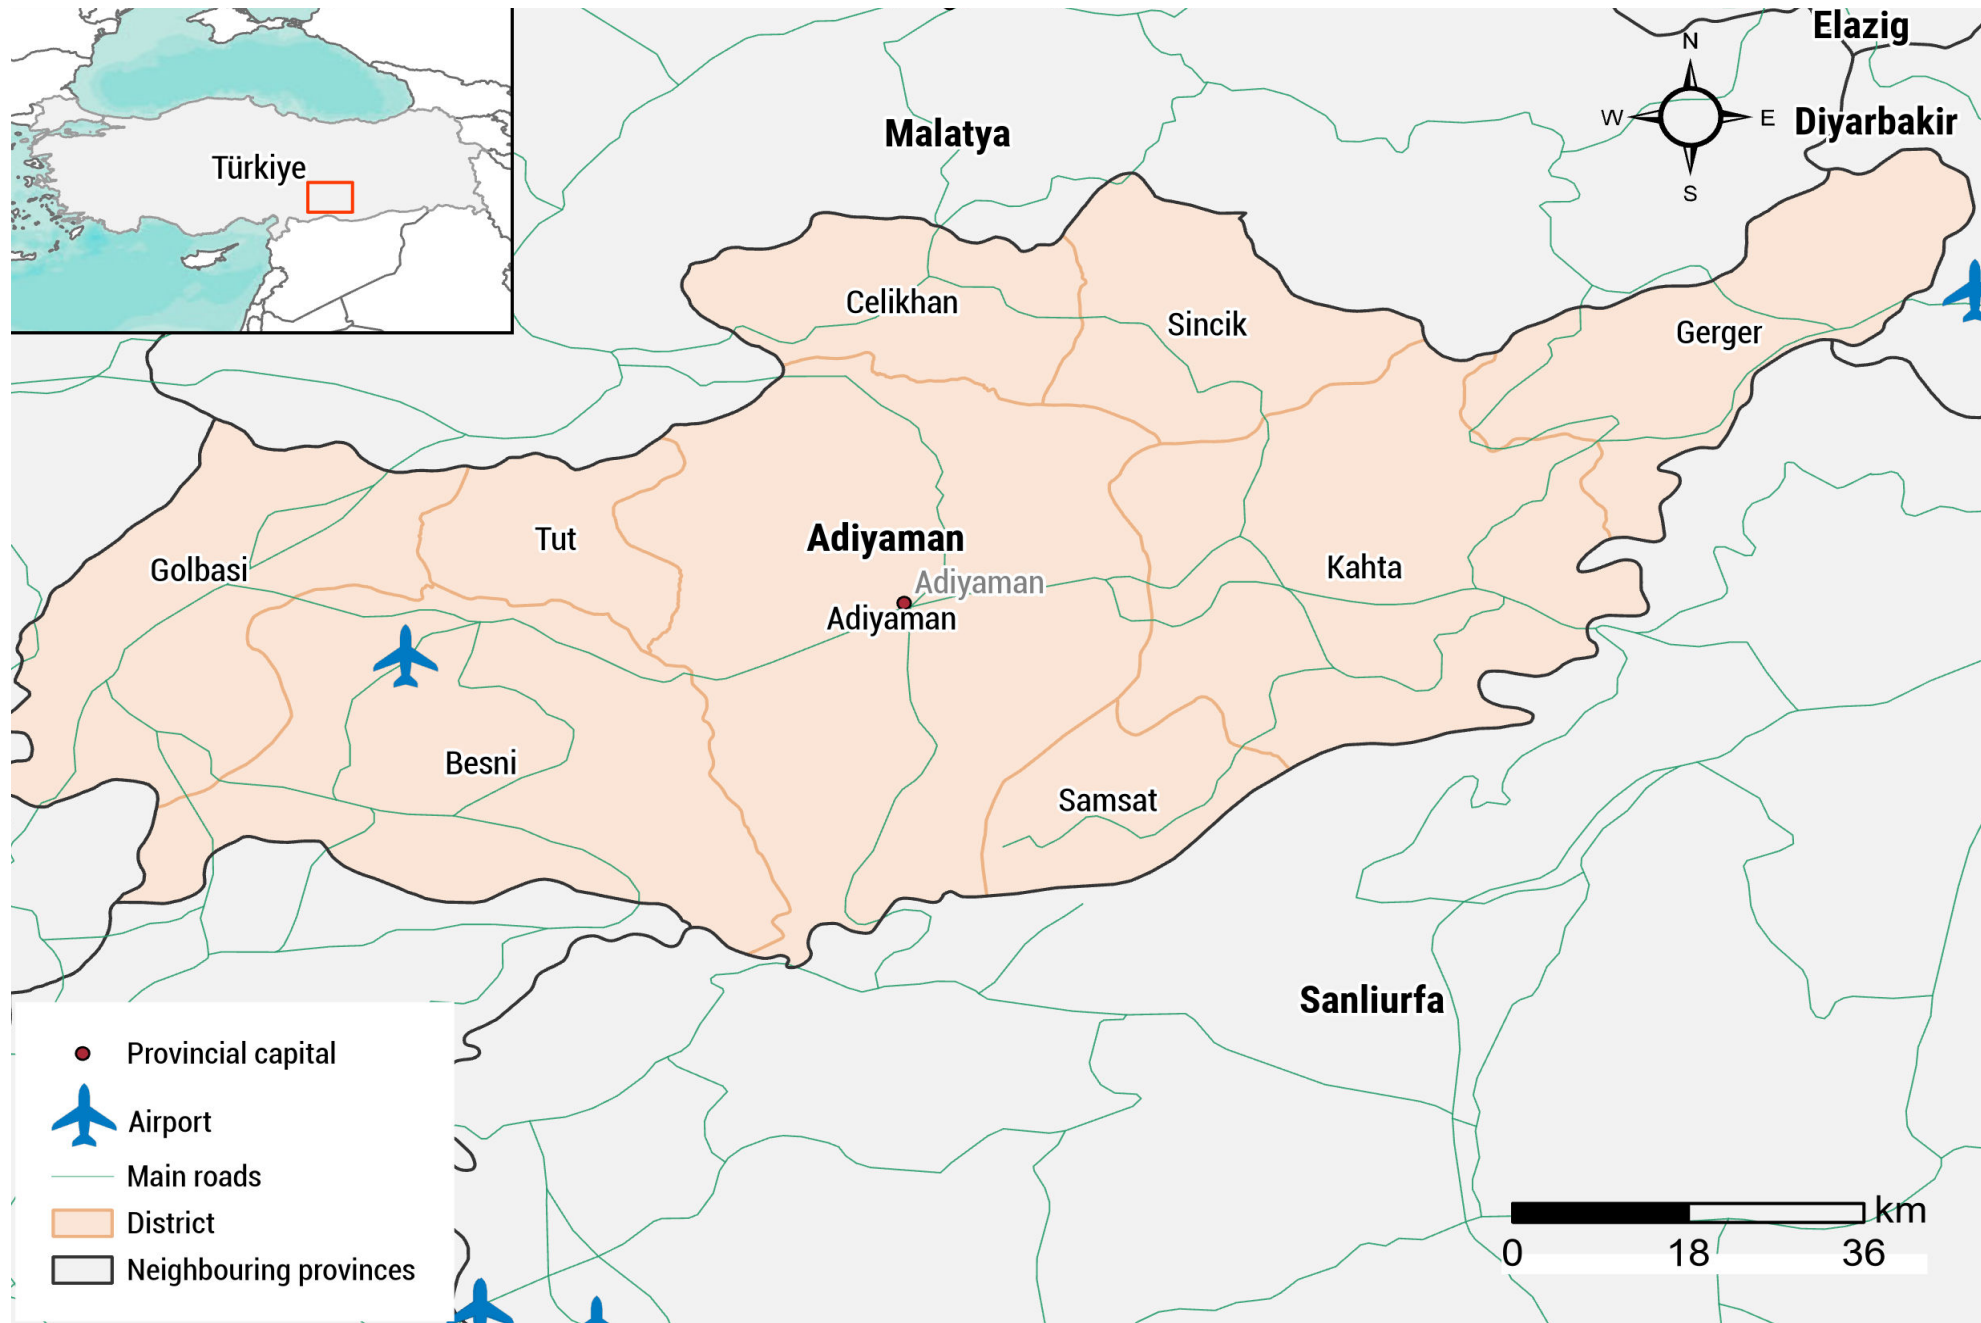 Elazig
N
W
E
S
Diyarbakir
Malatya
Türkiye
Celikhan
Sincik
Gerger
Tut
Adiyaman
Adiyaman
Adiyaman
Golbasi
Kahta
Besni
Samsat
Sanliurfa
Provincial capital
Airport
Main roads
District
Neighbouring provinces
km
0 18 36